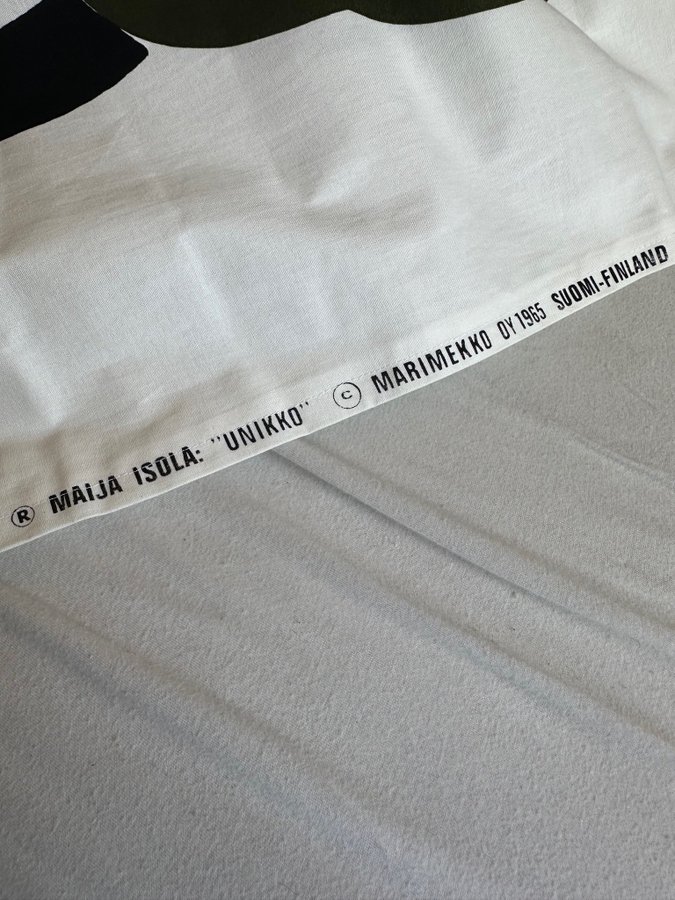 ® MAIJA ISOLA: "UNIKKO" © MARIMEKKO OY 1965 SUOMI-FINLAND